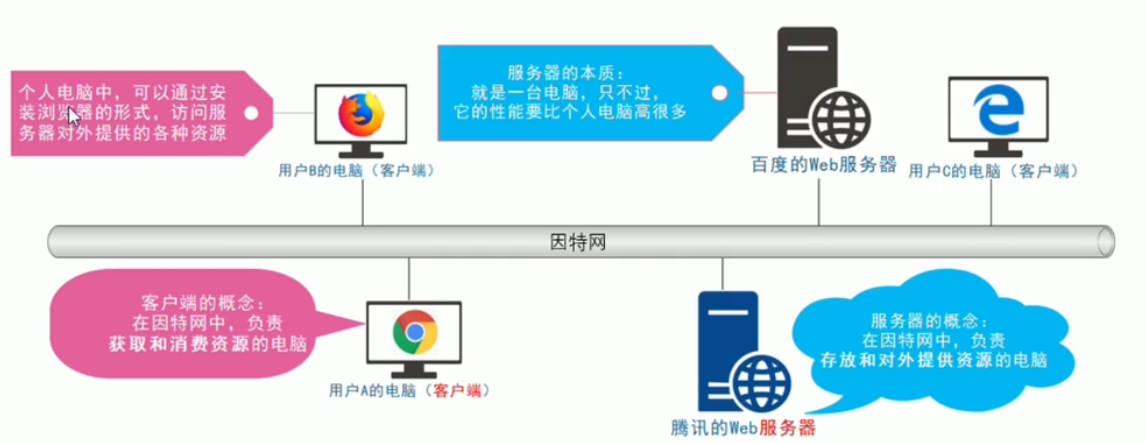 个人电脑中，可以通过安
装浏览器的形式，访问服
务器对外提供的各种资源
用户B的电脑（客户端）
服务器的本质：
就是一台电脑，只不过，
它的性能要比个人电脑高很多
百度的Web服务器
用户C的电脑（客户端）
因特网
客户端的概念：
在因特网中，负责
获取和消费资源的电脑
用户A的电脑（客户端）
腾讯的Web服务器
服务器的概念：
在因特网中，负责
存放和对外提供资源的电脑